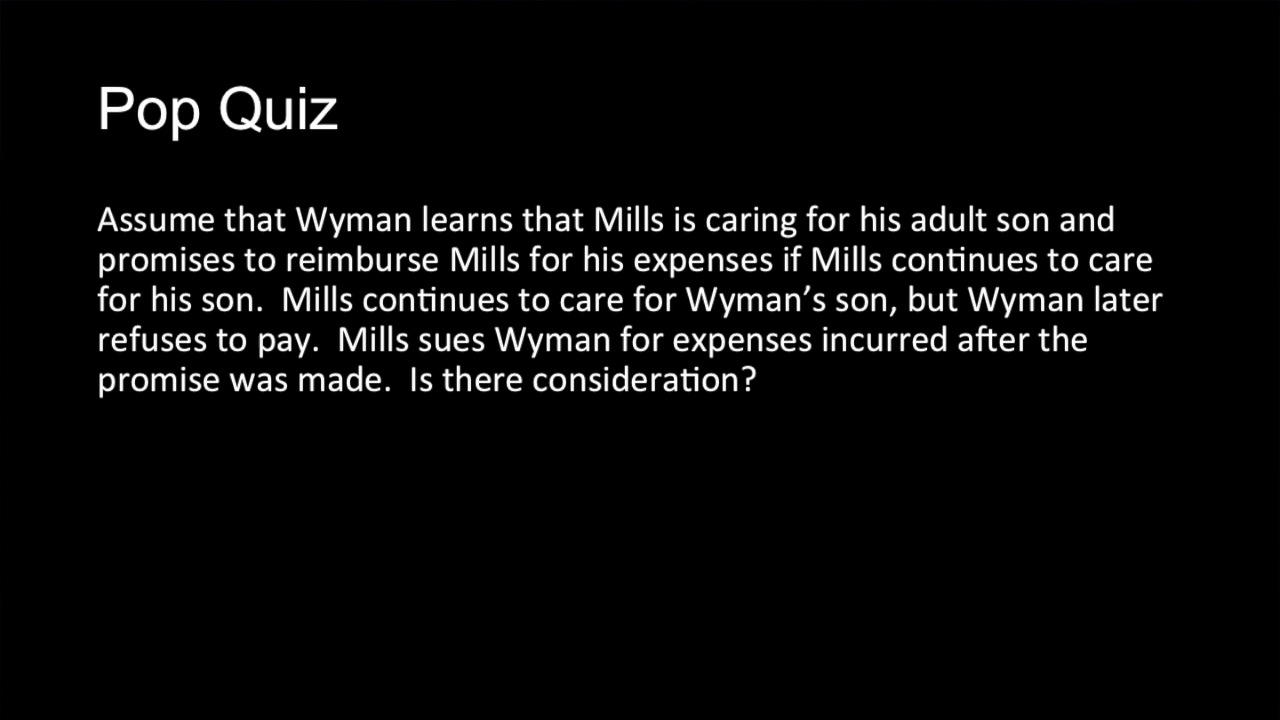 Pop Quiz
Assume that Wyman learns that Mills is caring for his adult son and
promises to reimburse Mills for his expenses if Mills continues to care
for his son.  Mills continues to care for Wyman’s son, but Wyman later
refuses to pay.  Mills sues Wyman for expenses incurred after the
promise was made.  Is there consideration?